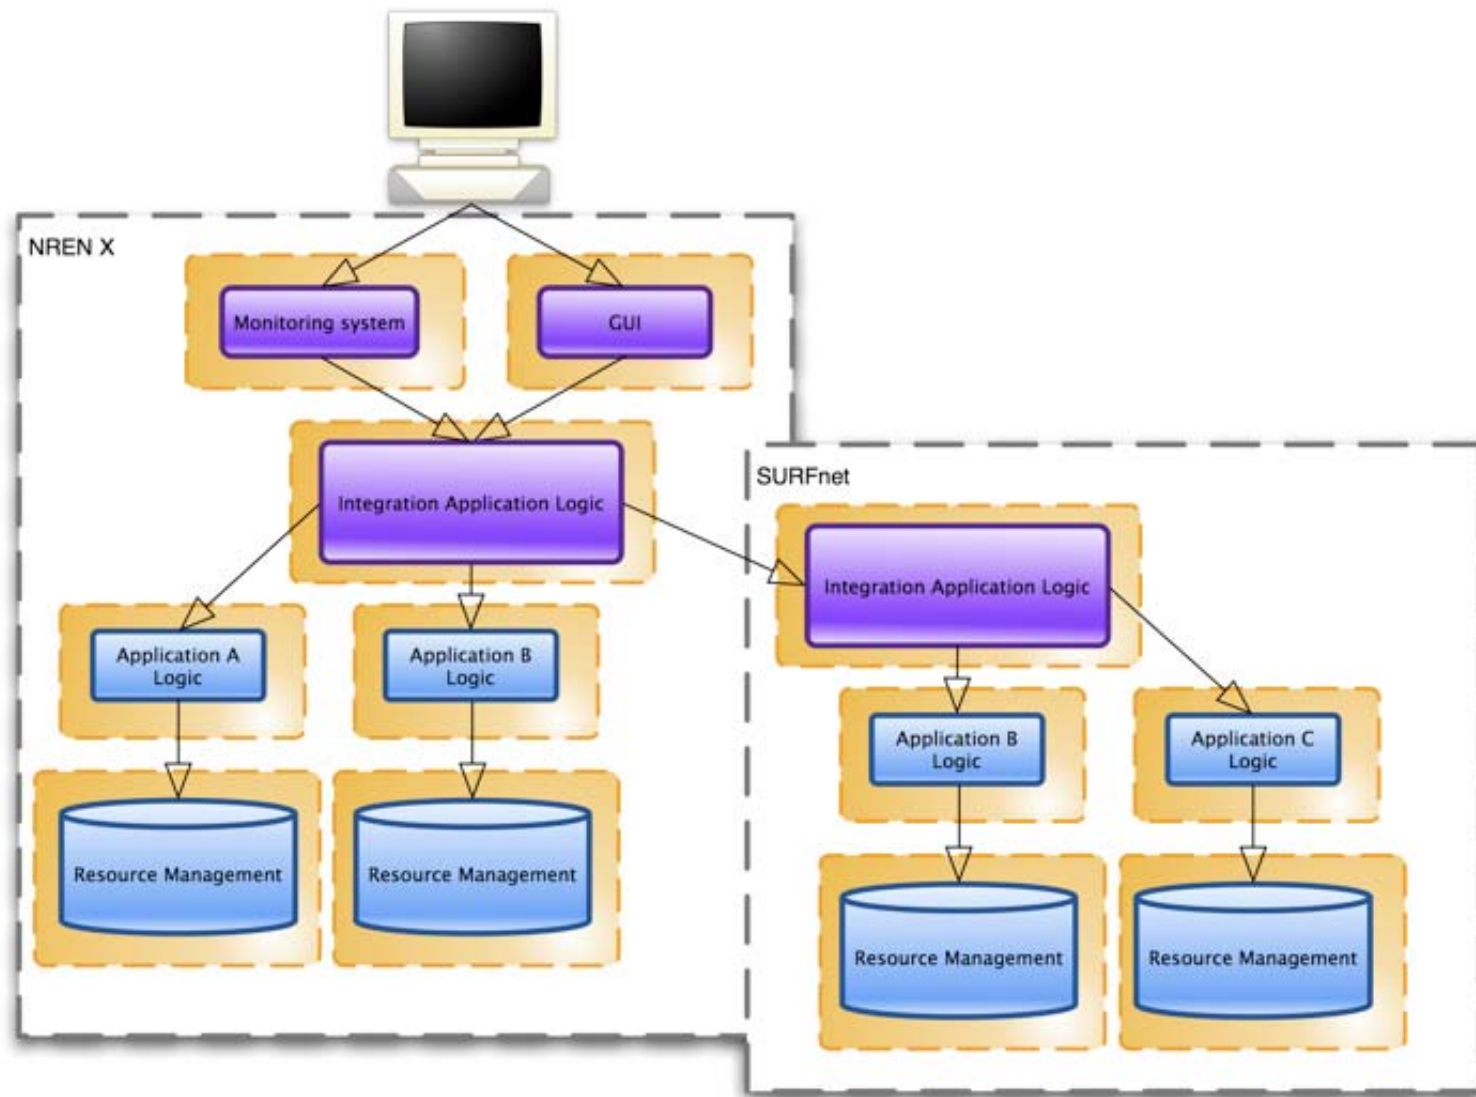 NREN X
Monitoring system
GUI
Integration Application Logic
Application A
Logic
Application B
Logic
Resource Management
Resource Management
SURFnet
Integration Application Logic
Application B
Logic
Application C
Logic
Resource Management
Resource Management